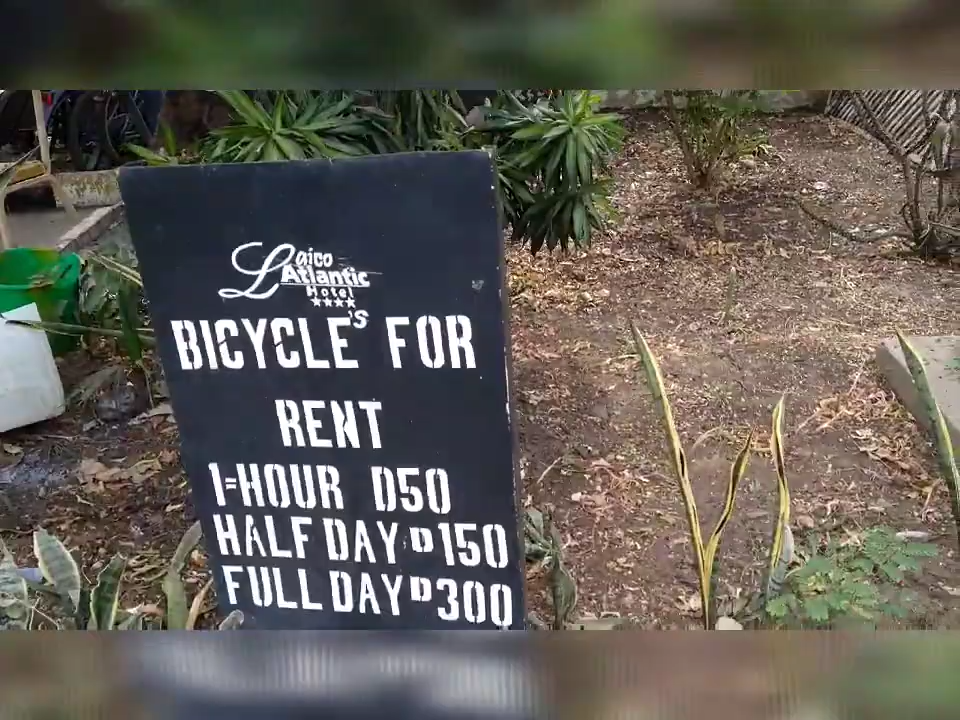 Laico
Atlantic
Hotel
BICYCLE'S FOR
RENT
1=HOUR D50
HALF DAY D150
FULL DAY D300